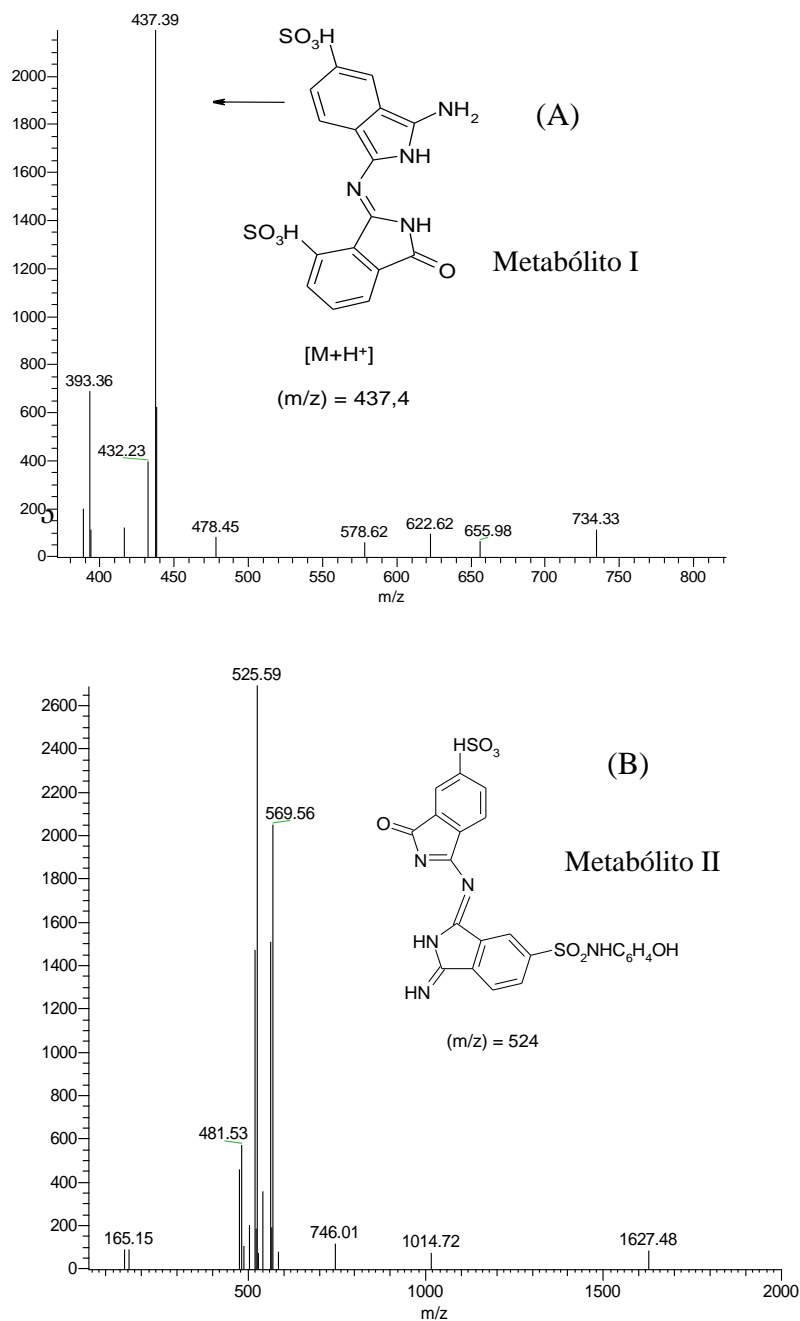 437.39
SO3H
NH2
(A)
NH
N
NH
SO3H
O
Metabólito I
[M+H+]
(m/z) = 437,4
2000
1800
1600
1400
1200
1000
800
600
400
200
0
393.36
432.23
478.45
578.62
622.62
655.98
734.33
400
450
500
550
600
650
700
750
800
m/z
525.59
569.56
HSO3
(B)
O
N
Metabólito II
N
HN
SO2NHC6H4OH
HN
(m/z) = 524
2600
2400
2200
2000
1800
1600
1400
1200
1000
800
600
400
200
0
481.53
165.15
746.01
1014.72
1627.48
500
1000
1500
2000
m/z